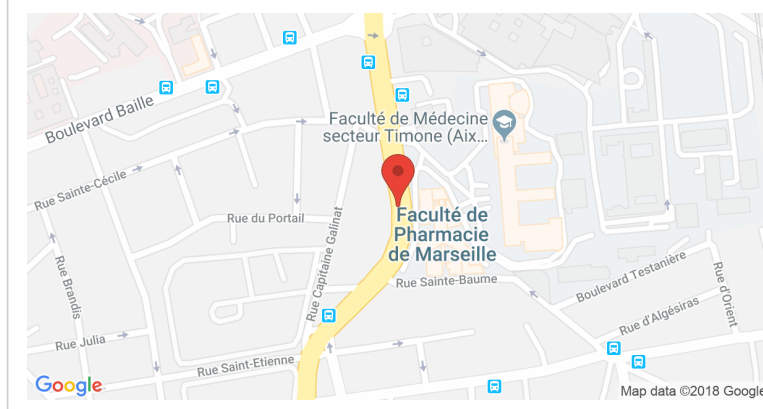 Boulevard Baille
Faculté de Médecine
secteur Timone (Aix...
Rue Sainte-Cécile
Rue du Portail
Rue Capitaine Galinat
Faculté de
Pharmacie
de Marseille
Rue Brandis
Rue Sainte-Baume
Boulevard Testanière
Rue d'Orient
Rue d'Algésiras
Rue Julia
Rue Saint-Etienne
Google
Map data ©2018 Google